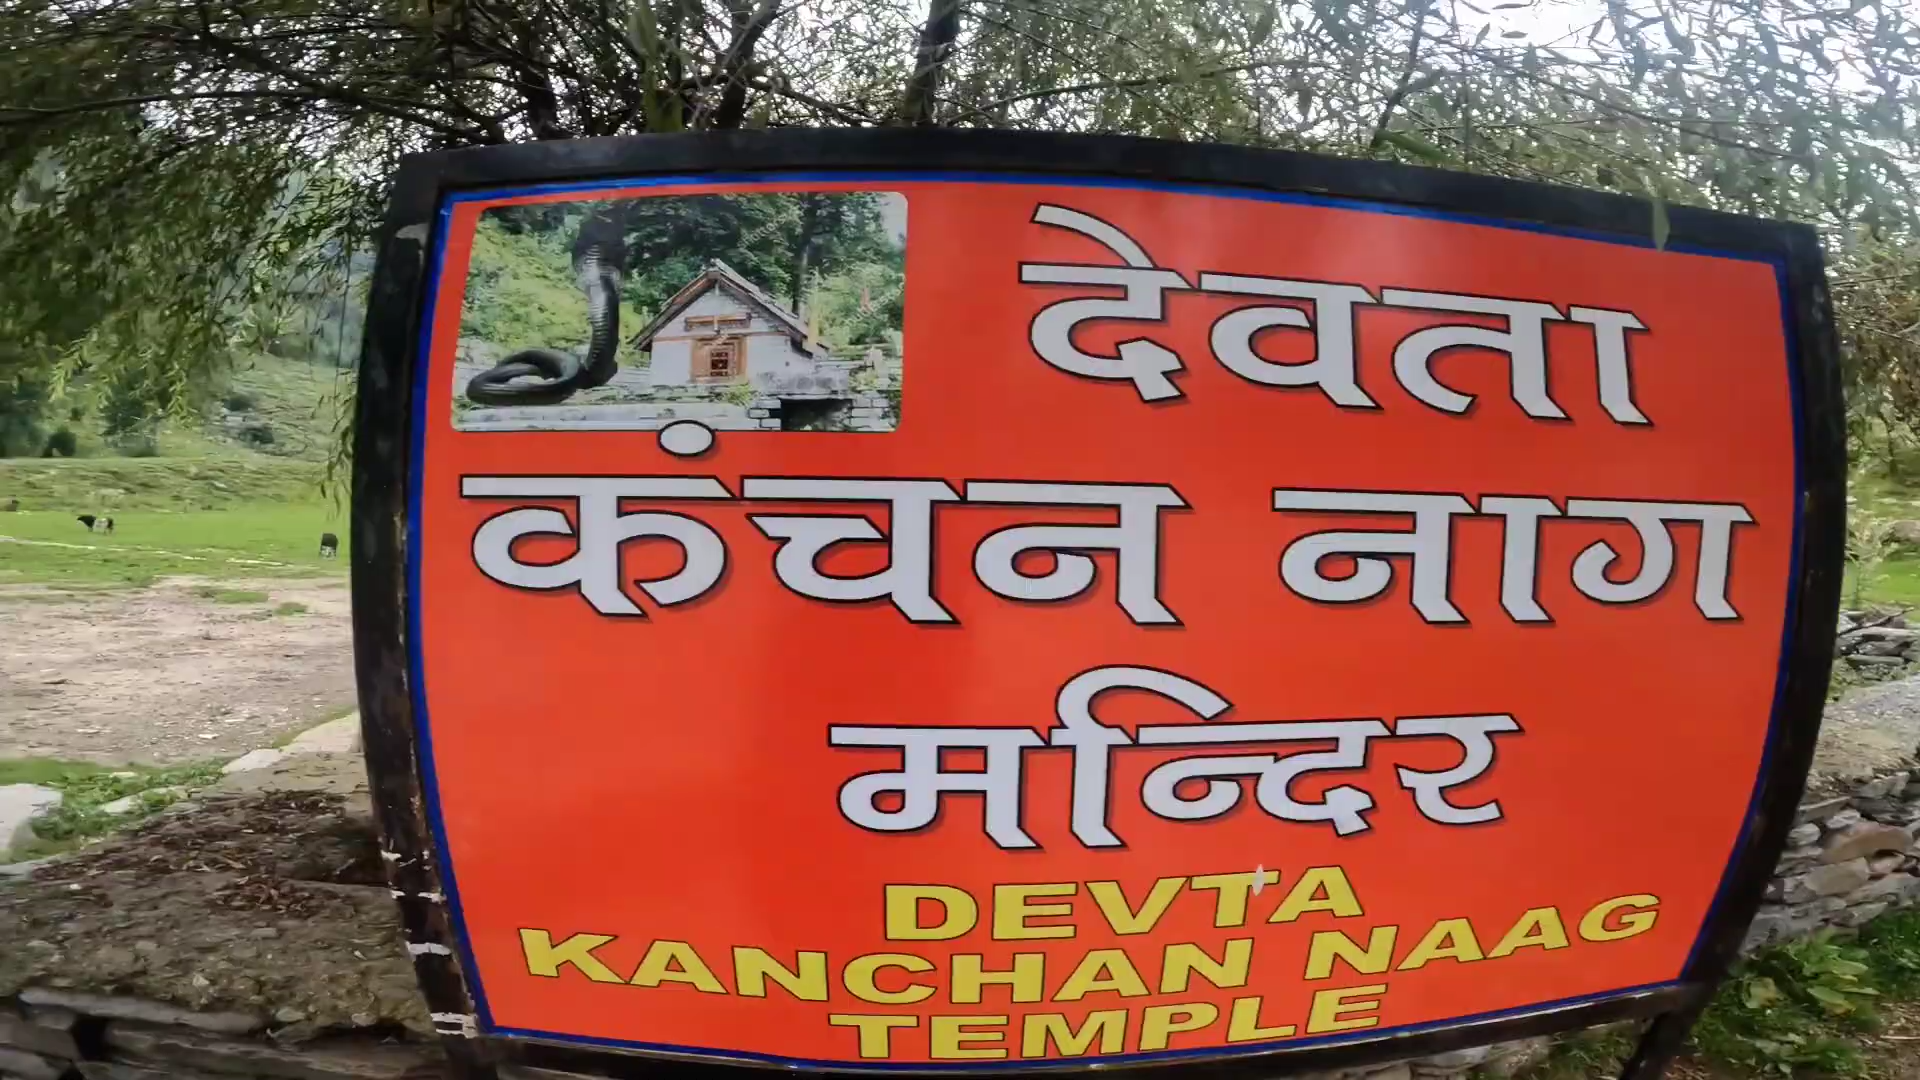 देवता
कंचन नाग
मन्दिर
DEVTA
KANCHAN NAAG
TEMPLE